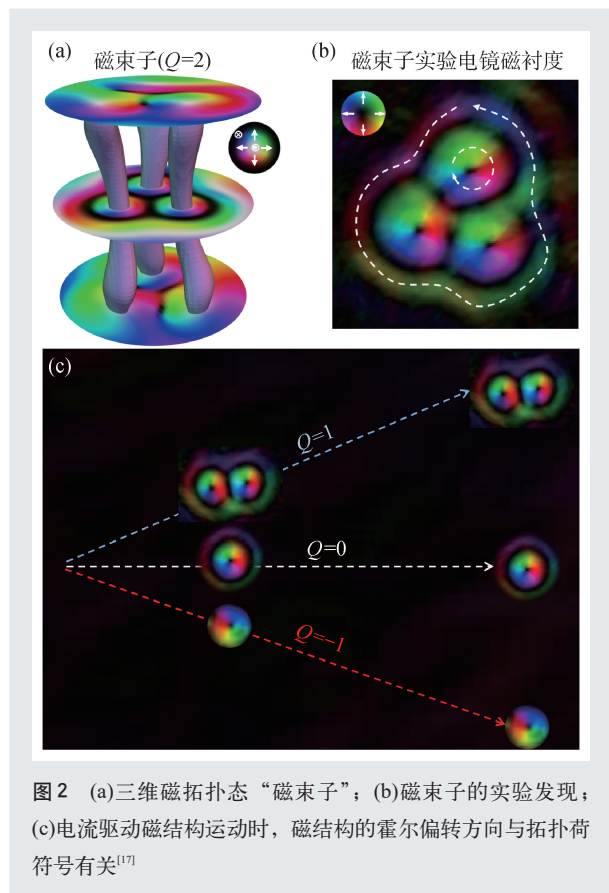 (a)
磁束子(Q=2)
(b)
磁束子实验电镜磁衬度
(c)
Q=1
Q=0
Q=-1
图2 (a)三维磁拓扑态“磁束子”；(b)磁束子的实验发现；
(c)电流驱动磁结构运动时，磁结构的霍尔偏转方向与拓扑荷
符号有关[17]